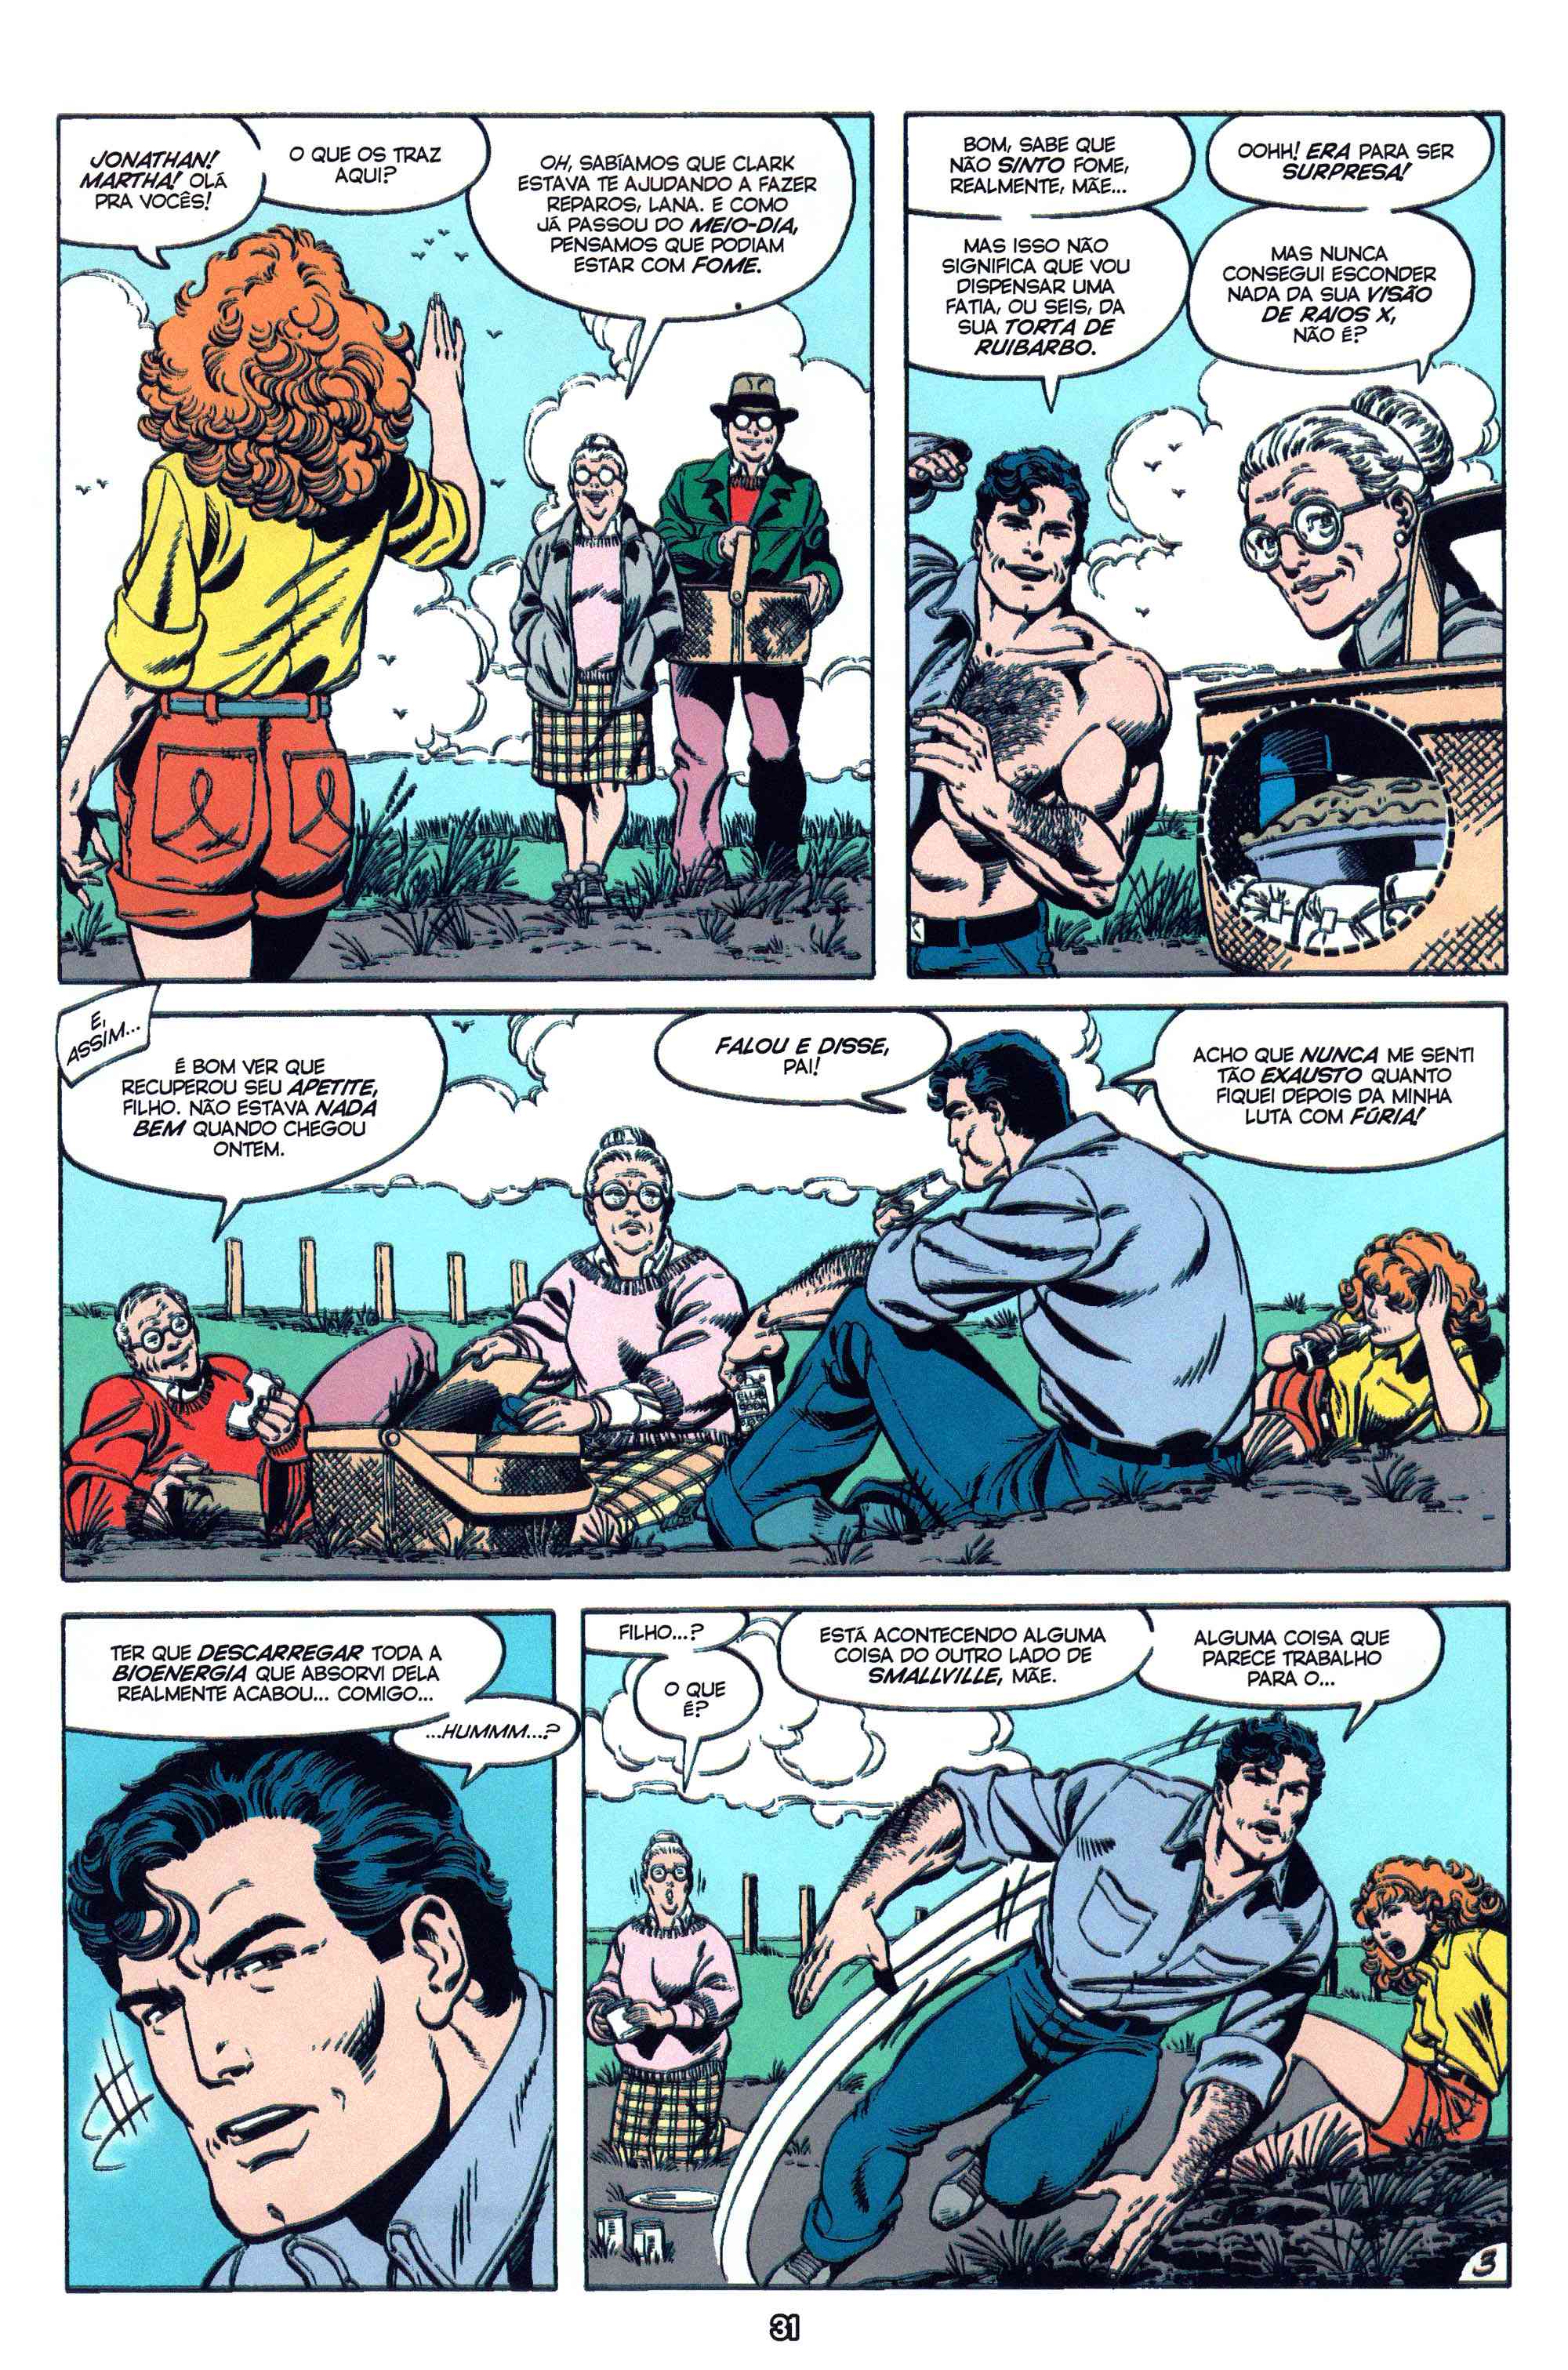 JONATHAN!
MARTHA! OLÁ
PRA VOCÊS!
O QUE OS TRAZ
AQUI?
OH, SABÍAMOS QUE CLARK
ESTAVA TE AJUDANDO A FAZER
REPAROS, LANA. E COMO
JÁ PASSOU DO MEIO-DIA,
PENSAMOS QUE PODIAM
ESTAR COM FOME.
BOM, SABE QUE
NÃO SINTO FOME,
REALMENTE, MÃE...
MAS ISSO NÃO
SIGNIFICA QUE VOU
DISPENSAR UMA
FATIA, OU SEIS, DA
SUA TORTA DE
RUIBARBO.
OOHH! ERA PARA SER
SURPRESA!
MAS NUNCA
CONSEGUI ESCONDER
NADA DA SUA VISÃO
DE RAIOS X,
NÃO É?
E,
ASSIM...
É BOM VER QUE
RECUPEROU SEU APETITE,
FILHO. NÃO ESTAVA NADA
BEM QUANDO CHEGOU
ONTEM.
FALOU E DISSE,
PAI!
ACHO QUE NUNCA ME SENTI
TÃO EXAUSTO QUANTO
FIQUEI DEPOIS DA MINHA
LUTA COM FÚRIA!
SODA
TER QUE DESCARREGAR TODA A
BIOENERGIA QUE ABSORVI DELA
REALMENTE ACABOU... COMIGO...
...HUMMM...?
FILHO...?
O QUE
É?
ESTÁ ACONTECENDO ALGUMA
COISA DO OUTRO LADO DE
SMALLVILLE, MÃE.
ALGUMA COISA QUE
PARECE TRABALHO
PARA O...
3
31